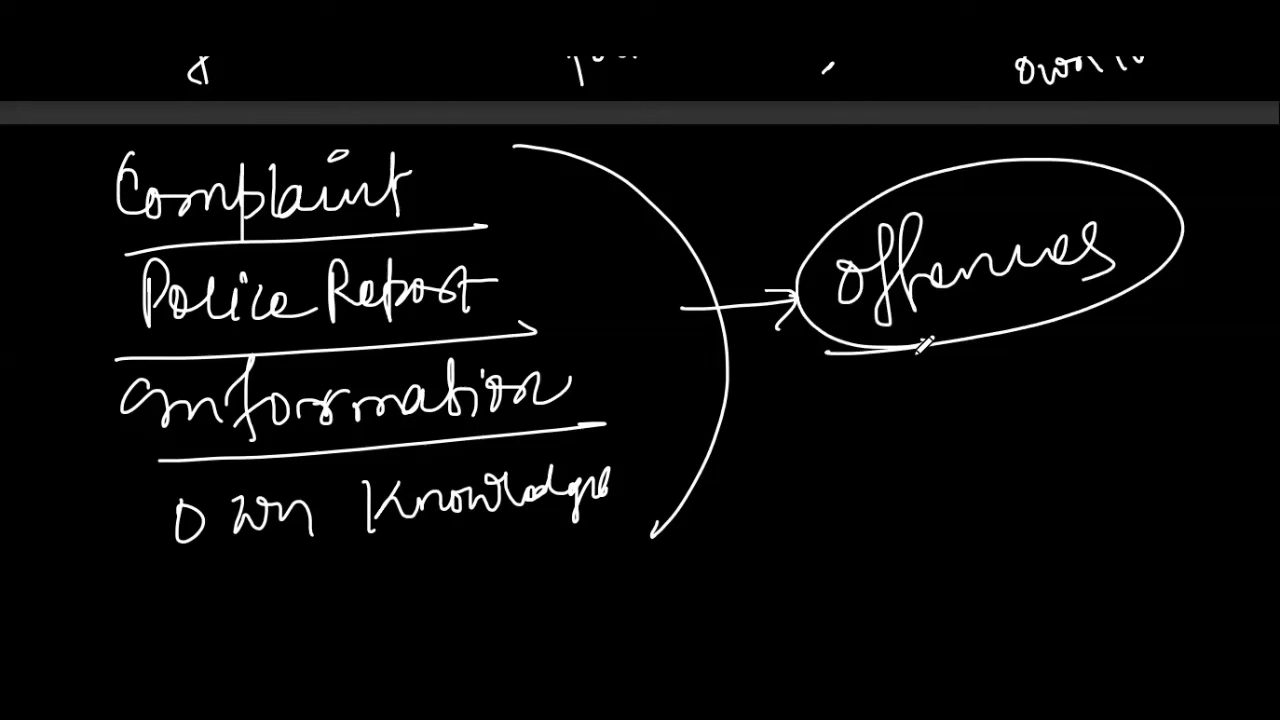 Complaint
Police Report
Offences
Information
Own Knowledge